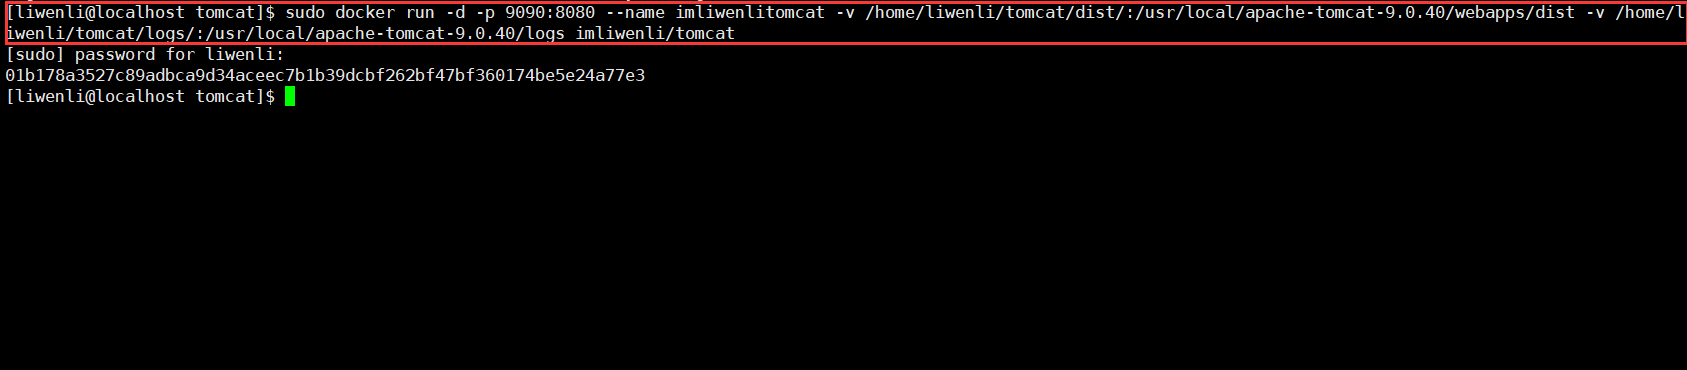 [liwenli@localhost tomcat]$ sudo docker run -d -p 9090:8080 --name imliwenlitomcat -v /home/liwenli/tomcat/dist/:/usr/local/apache-tomcat-9.0.40/webapps/dist -v /home/l
iwenli/tomcat/logs/:/usr/local/apache-tomcat-9.0.40/logs imliwenli/tomcat
[sudo] password for liwenli:
01b178a3527c89adbca9d34aceec7b1b39dcbf262bf47bf360174be5e24a77e3
[liwenli@localhost tomcat]$